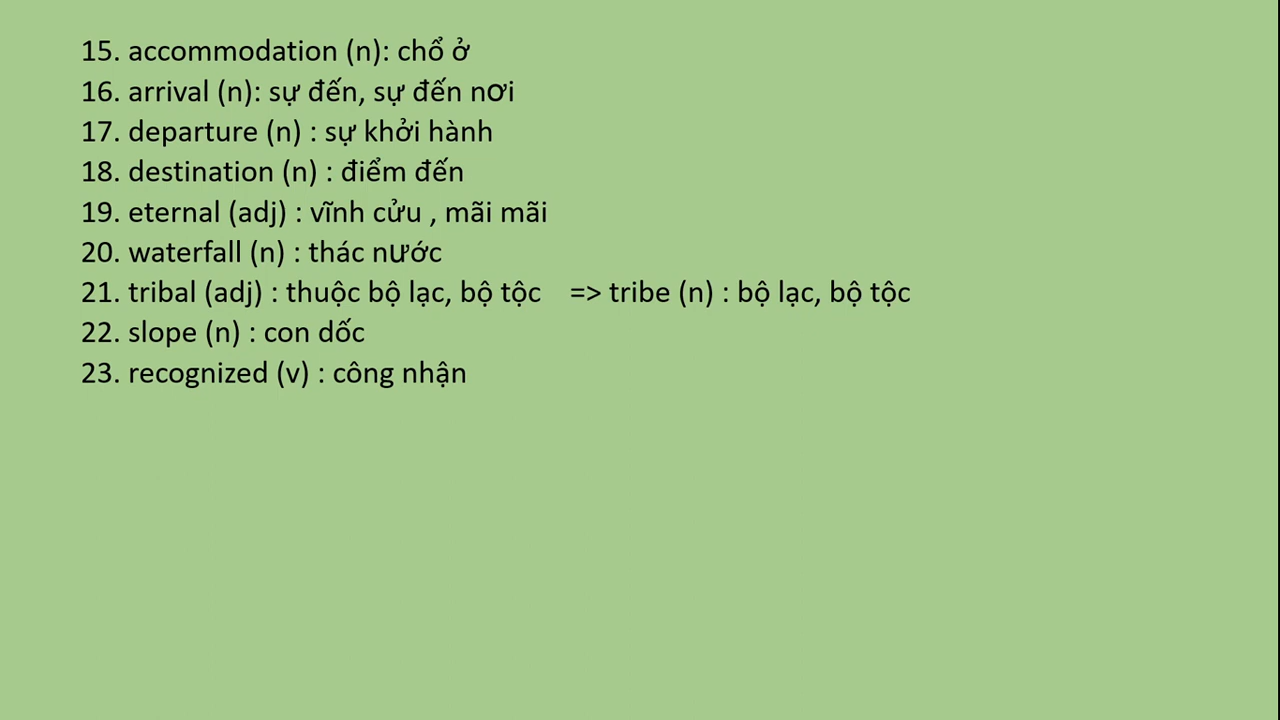 15. accommodation (n): chổ ở
16. arrival (n): sự đến, sự đến nơi
17. departure (n) : sự khởi hành
18. destination (n) : điểm đến
19. eternal (adj) : vĩnh cửu , mãi mãi
20. waterfall (n) : thác nước
21. tribal (adj) : thuộc bộ lạc, bộ tộc => tribe (n) : bộ lạc, bộ tộc
22. slope (n) : con dốc
23. recognized (v) : công nhận